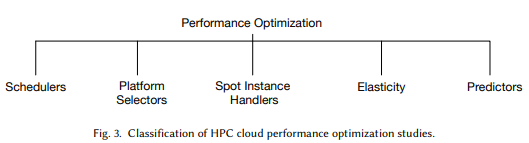 Performance Optimization
Schedulers
Platform
Selectors
Spot Instance
Handlers
Elasticity
Predictors
Fig. 3. Classification of HPC cloud performance optimization studies.